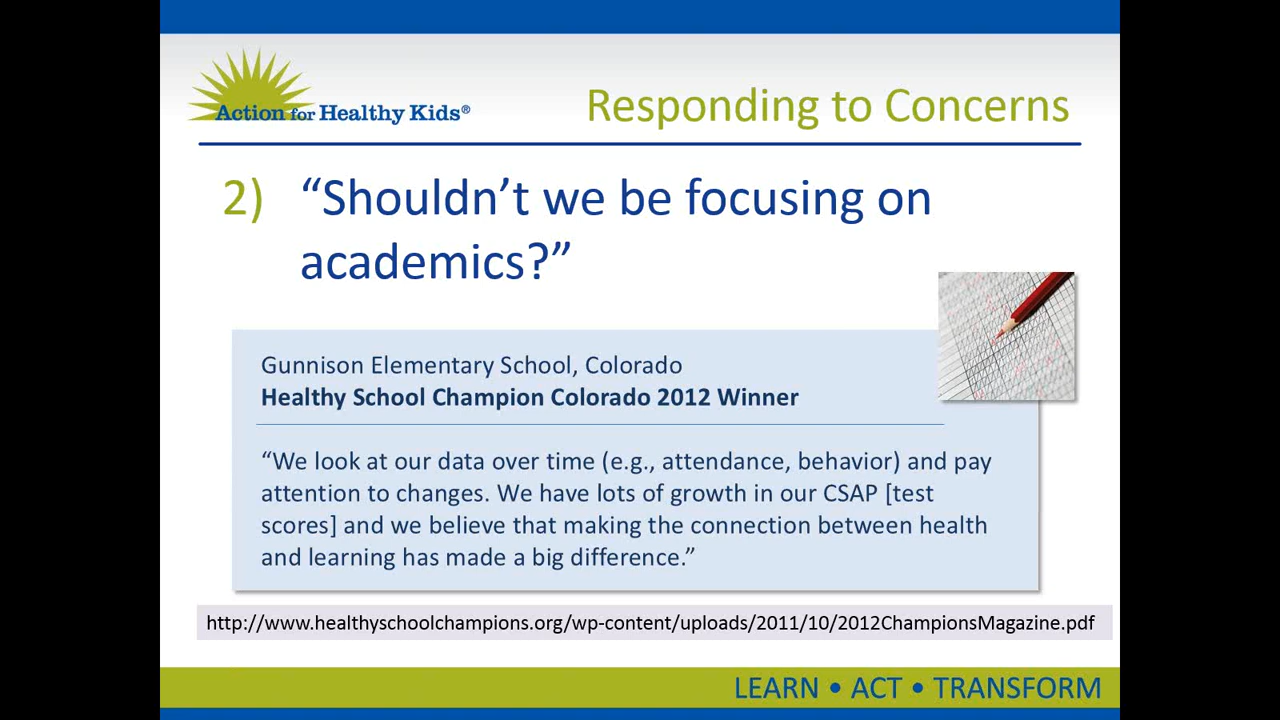 Action for Healthy Kids®
Responding to Concerns
2) “Shouldn’t we be focusing on
academics?”
Gunnison Elementary School, Colorado
Healthy School Champion Colorado 2012 Winner
“We look at our data over time (e.g., attendance, behavior) and pay
attention to changes. We have lots of growth in our CSAP [test
scores] and we believe that making the connection between health
and learning has made a big difference.”
http://www.healthyschoolchampions.org/wp-content/uploads/2011/10/2012ChampionsMagazine.pdf
LEARN • ACT • TRANSFORM